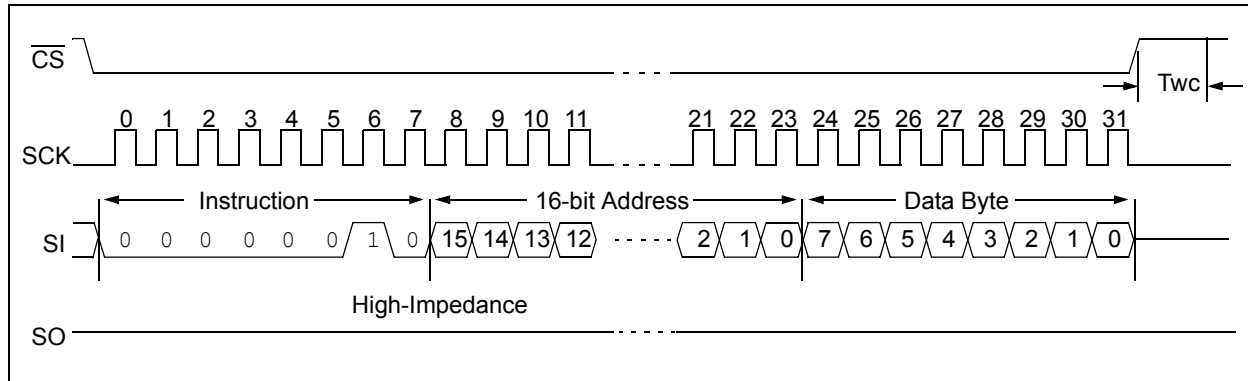 CS
Twc
0 1 2 3 4 5 6 7 8 9 10 11 21 22 23 24 25 26 27 28 29 30 31
SCK
Instruction 16-bit Address Data Byte
SI 0 0 0 0 0 0 1 0 15 14 13 12 2 1 0 7 6 5 4 3 2 1 0
High-Impedance
SO